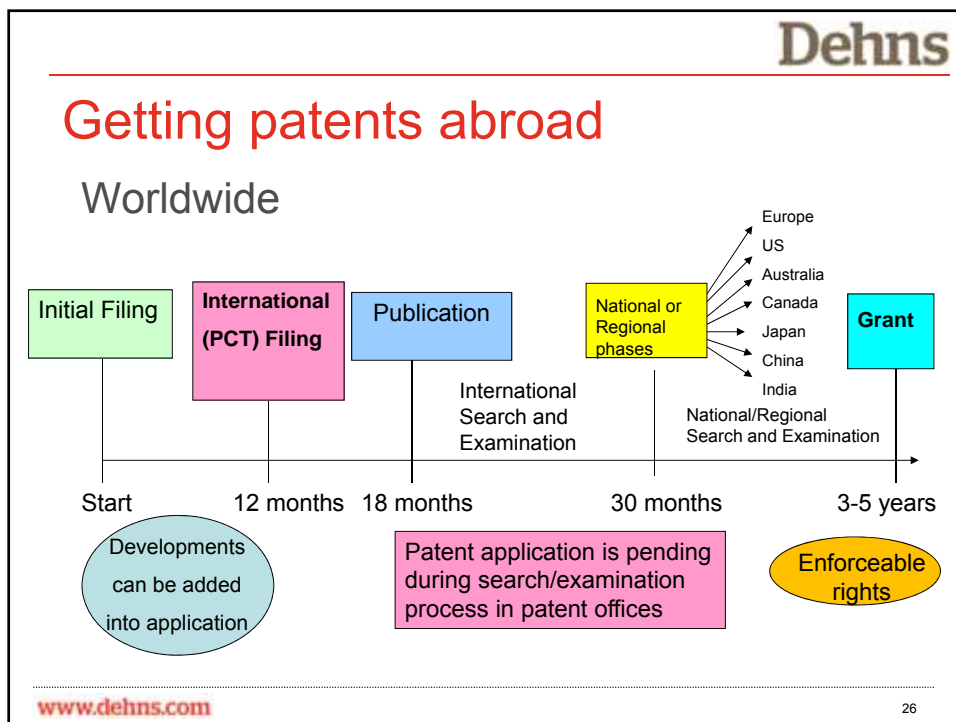 Dehns
Getting patents abroad
Worldwide
Initial Filing
International
(PCT) Filing
Publication
National or
Regional
phases
Europe
US
Australia
Canada
Japan
China
India
Grant
International
Search and
Examination
National/Regional
Search and Examination
Start
12 months
18 months
30 months
3-5 years
Developments
can be added
into application
Patent application is pending
during search/examination
process in patent offices
Enforceable
rights
www.dehns.com
26